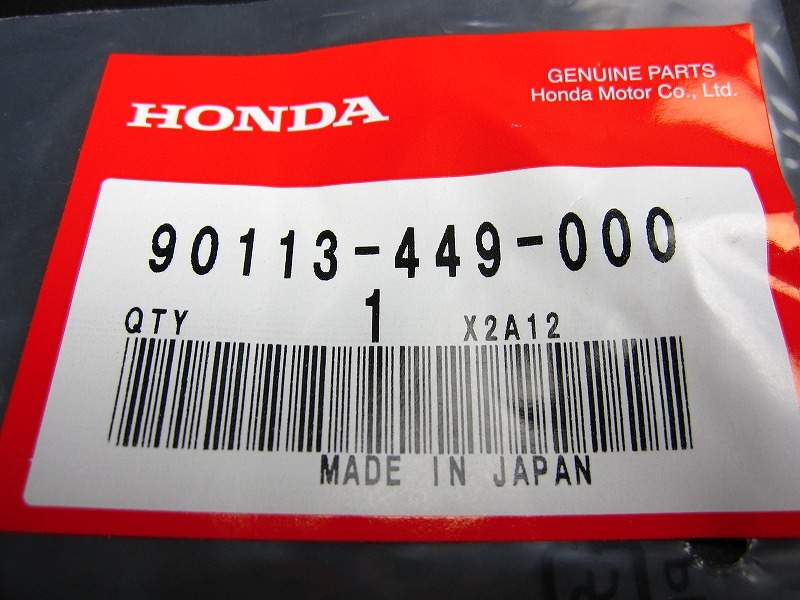 HONDA
GENUINE PARTS
Honda Motor Co., Ltd.
90113-449-000
QTY 1 X2A12
MADE IN JAPAN